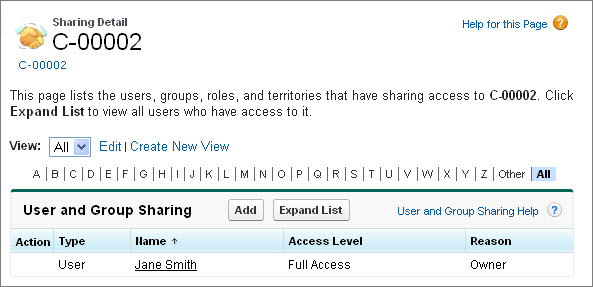 Sharing Detail
Help for this Page ?
C-00002
C-00002
This page lists the users, groups, roles, and territories that have sharing access to C-00002. Click
Expand List to view all users who have access to it.
View: All Edit | Create New View
A | B | C | D | E | F | G | H | I | J | K | L | M | N | O | P | Q | R | S | T | U | V | W | X | Y | Z | Other | All
User and Group Sharing Add Expand List User and Group Sharing Help ?
Action Type Name ↑ Access Level Reason
User Jane Smith Full Access Owner